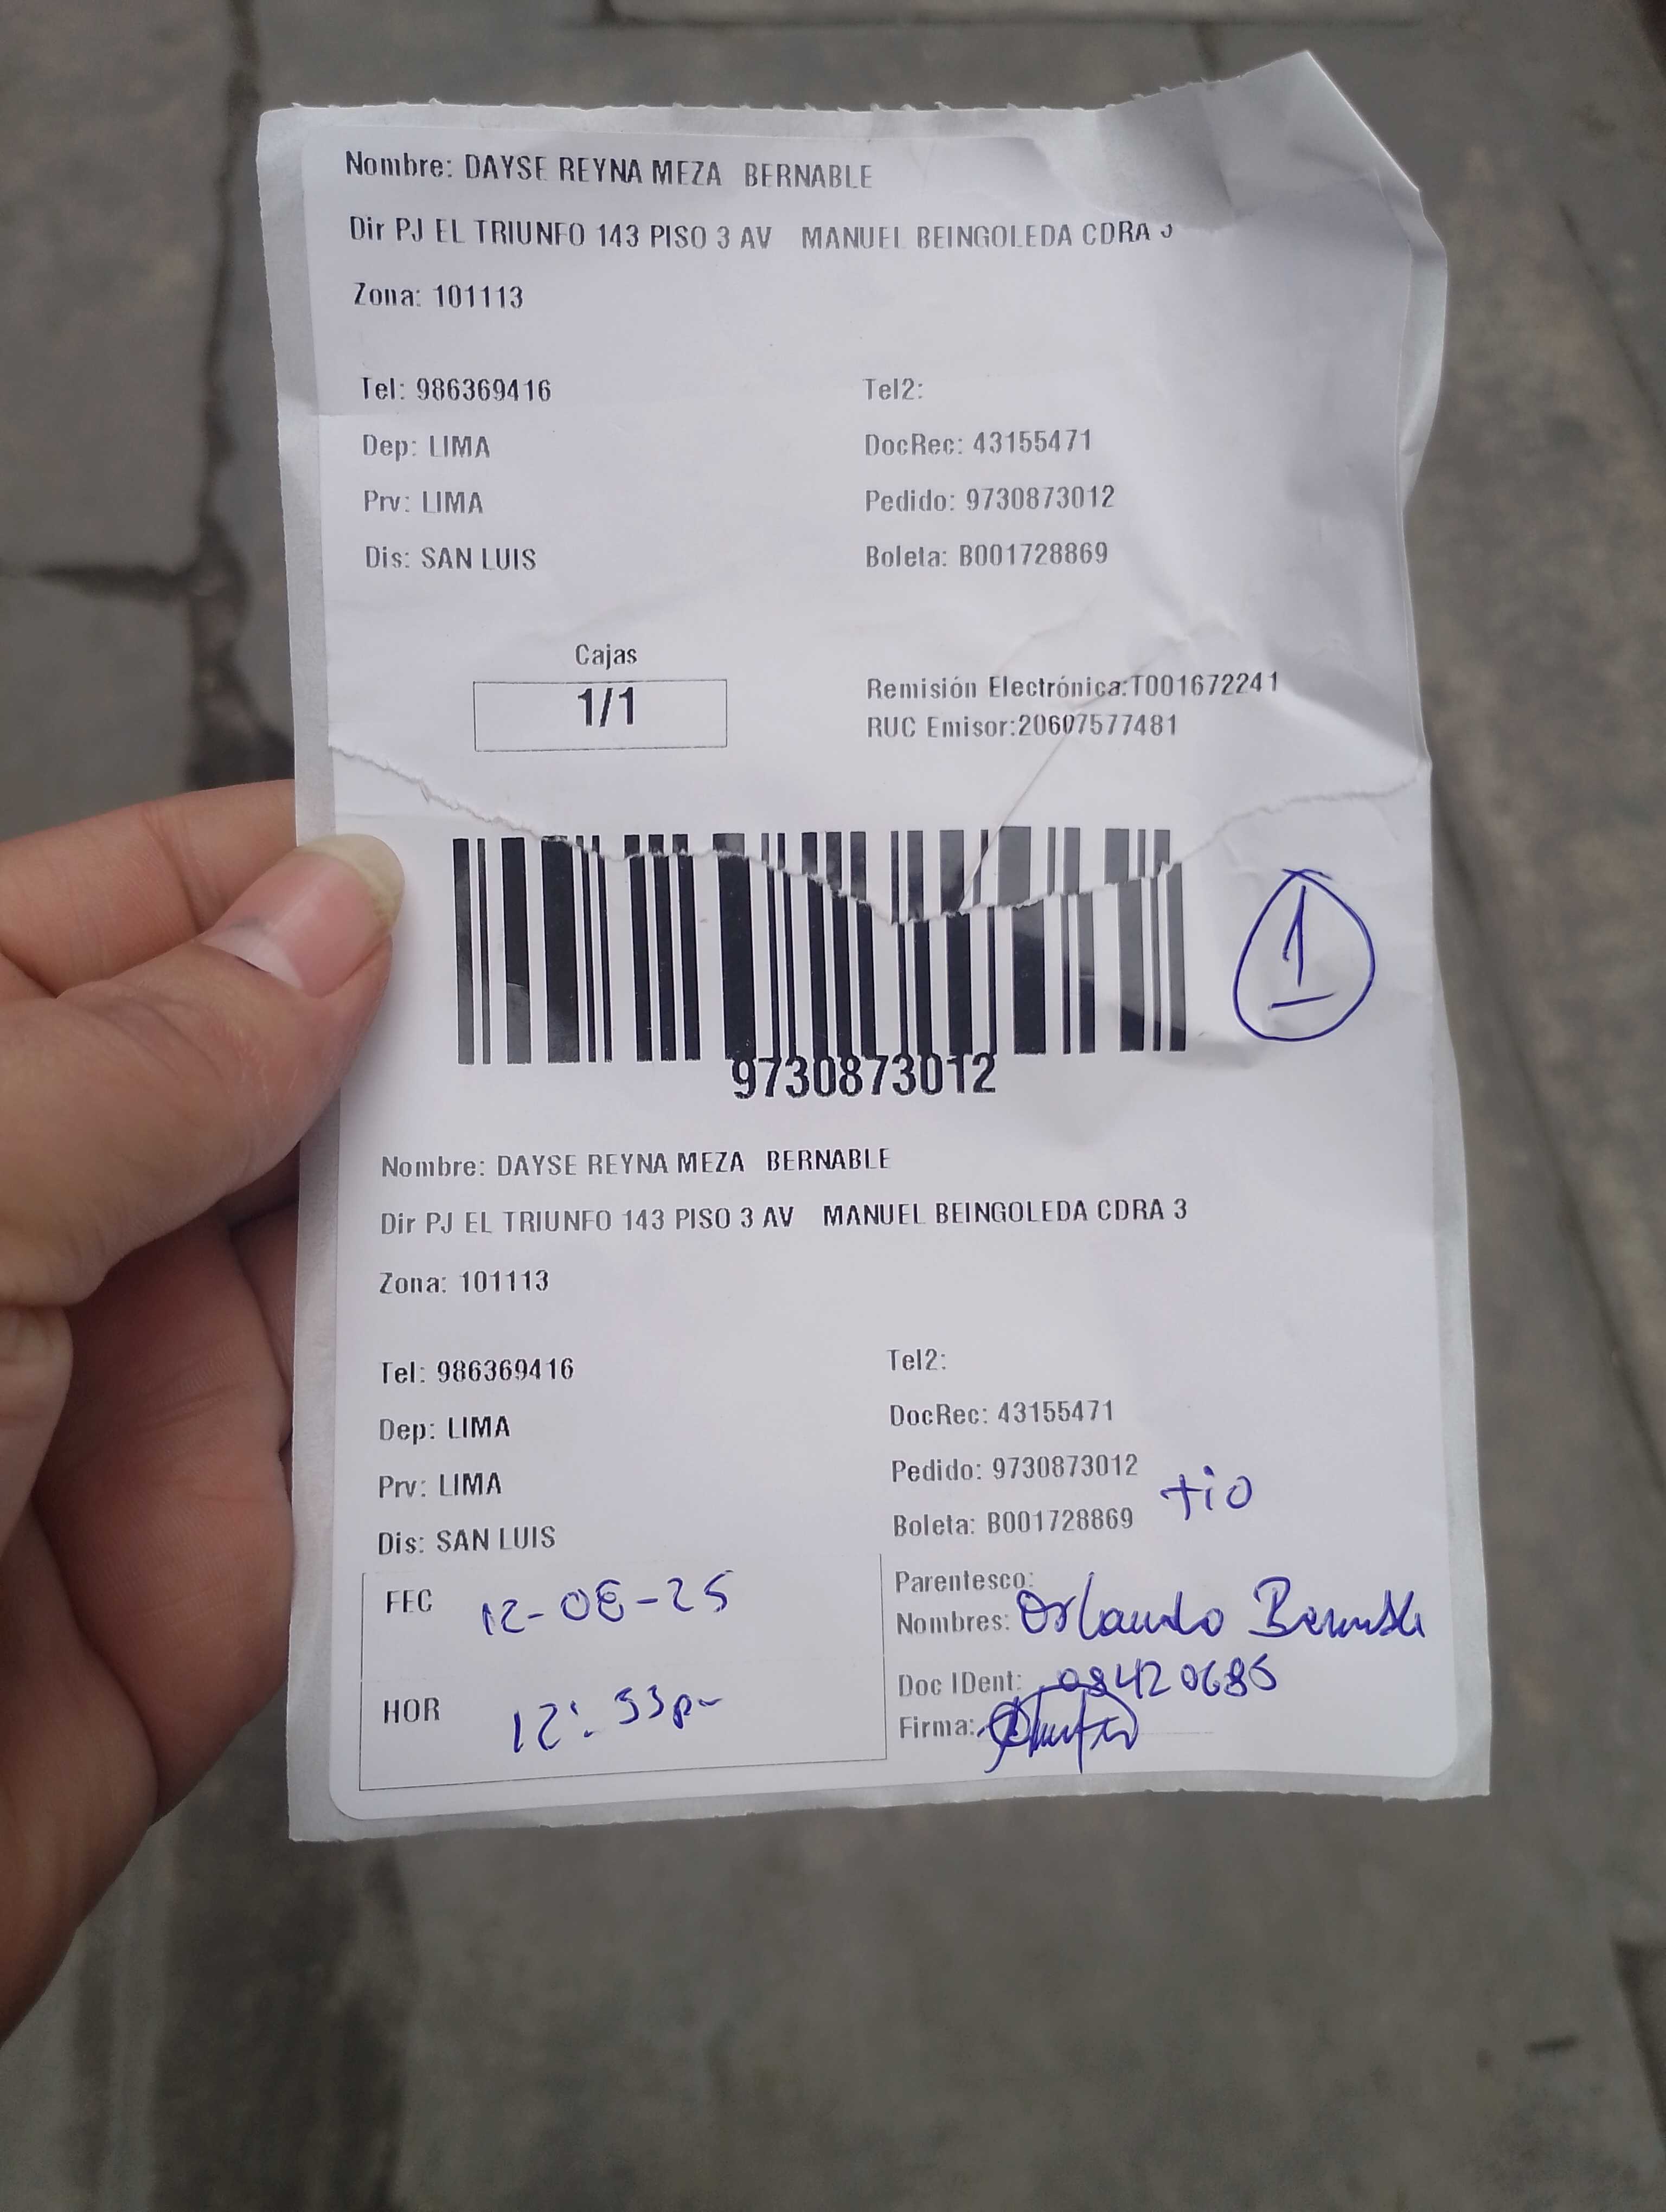 Nombre: DAYSE REYNA MEZA BERNABLE
Dir PJ EL TRIUNFO 143 PISO 3 AV MANUEL BEINGOLEDA CDRA 3
Zona: 101113
Tel: 986369416 Tel2:
Dep: LIMA DocRec: 43155471
Prv: LIMA Pedido: 9730873012
Dis: SAN LUIS Boleta: B001728869
Cajas
1/1
Remisión Electrónica:T001672241
RUC Emisor:20607577481
1
9730873012
Nombre: DAYSE REYNA MEZA BERNABLE
Dir PJ EL TRIUNFO 143 PISO 3 AV MANUEL BEINGOLEDA CDRA 3
Zona: 101113
Tel: 986369416 Tel2:
Dep: LIMA DocRec: 43155471
Prv: LIMA Pedido: 9730873012
Dis: SAN LUIS Boleta: B001728869
tio
FEC 12-08-25
Parentesco:
Nombres: Orlando
Doc IDent:
HOR 12:33pm
Firma: